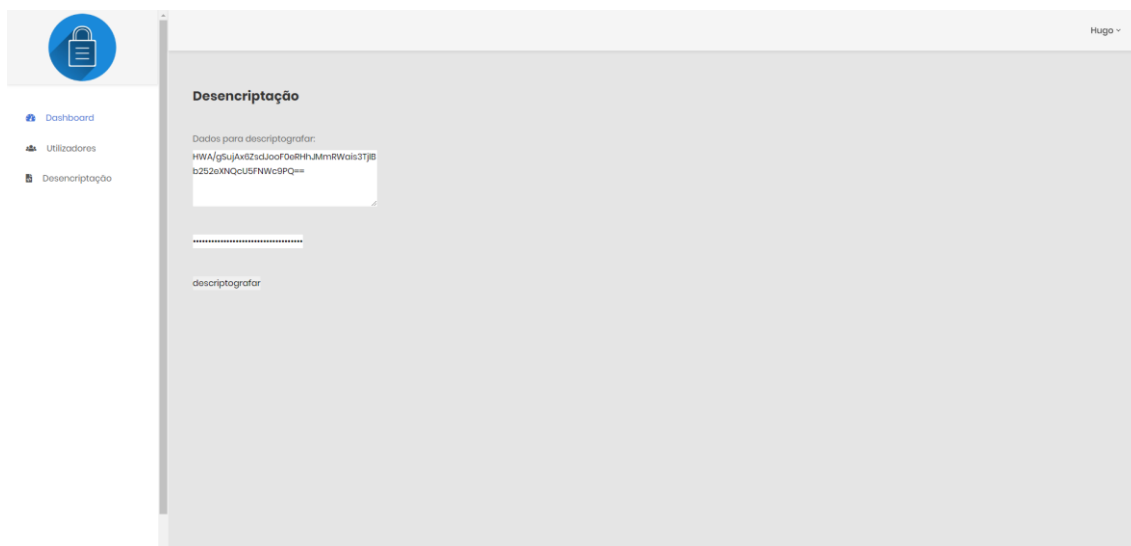 Hugo
Dashboard
Utilizadores
Desencriptação
Desencriptação
Dados para descriptografar:
HWA/gSujAx6ZsdJooF0eRHhJMmRWais3TjlB
b252eXNQcU5FNWc9PQ==
descriptografar